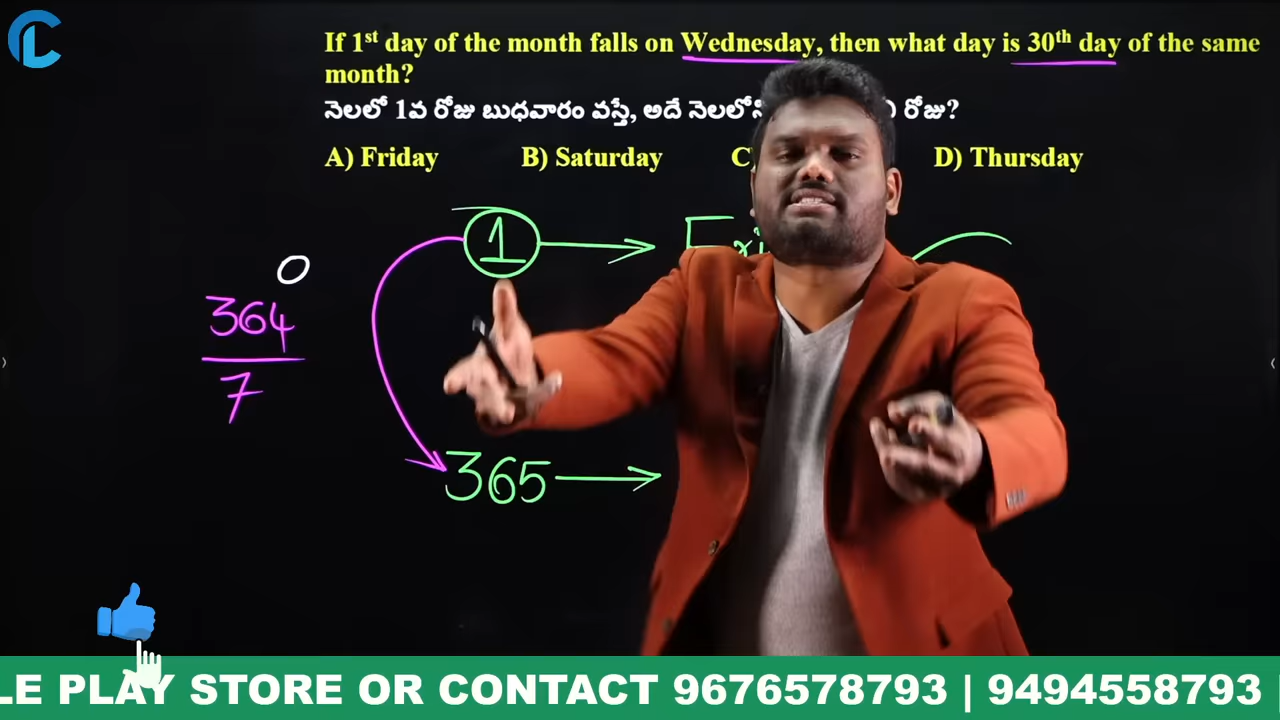 If 1st day of the month falls on Wednesday, then what day is 30th day of the same
month?
నెలలో 1వ రోజు బుధవారం వస్తే, అదే నెలలో రోజు?
A) Friday B) Saturday C) D) Thursday
1
0
364
7
365
LE PLAY STORE OR CONTACT 9676578793 | 9494558793